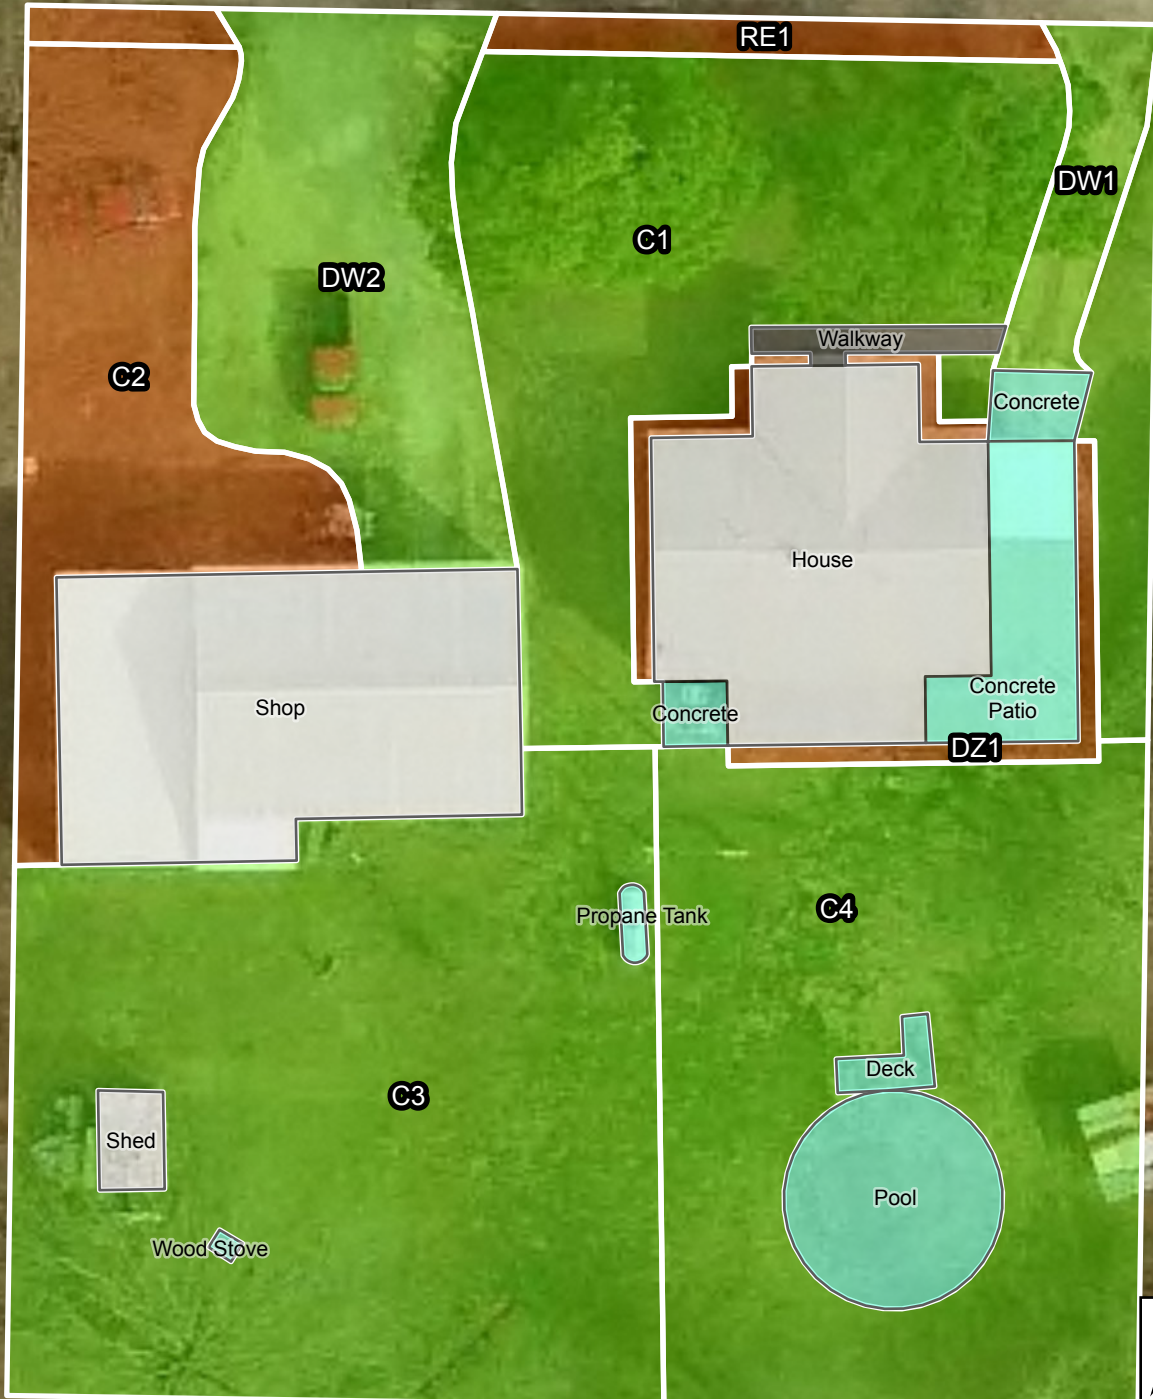 RE1
DW1
C1
DW2
Walkway
C2
Concrete
House
Concrete
Patio
Shop
Concrete
DZ1
C4
Propane Tank
Deck
C3
Shed
Pool
Wood Stove